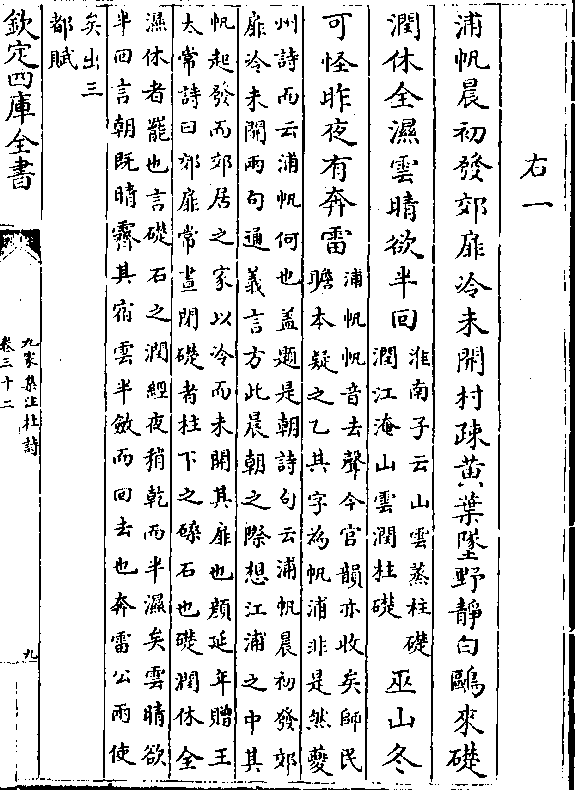 右一
浦帆晨初發郊扉冷未開村疎黄葉墜野靜白鷗來礎
潤休全濕雲晴欲半回
淮南子云山雲蒸柱礎
潤江淹山雲潤柱礎
巫山冬
可怪昨夜有奔雷
浦帆帆音去聲今官韻亦收矣師民
瞻本疑之乙其字為帆浦非是然夔
州詩而云浦帆何也盖題是朝詩句云浦帆晨初發郊
扉冷未開兩句通義言方此晨朝之際想江浦之中其
帆起發而郊居之家以冷而未開其扉也顔延年贈王
太常詩曰郊扉常晝閉礎者柱下之磉石也礎潤休全
濕休者罷也言礎石之潤經夜稍乾而半濕矣雲晴欲
半回言朝既晴霽其宿雲半斂而回去也奔雷公雨使
矣出三
都賦
欽定四庫全書
九家集注杜詩
卷三十二
九